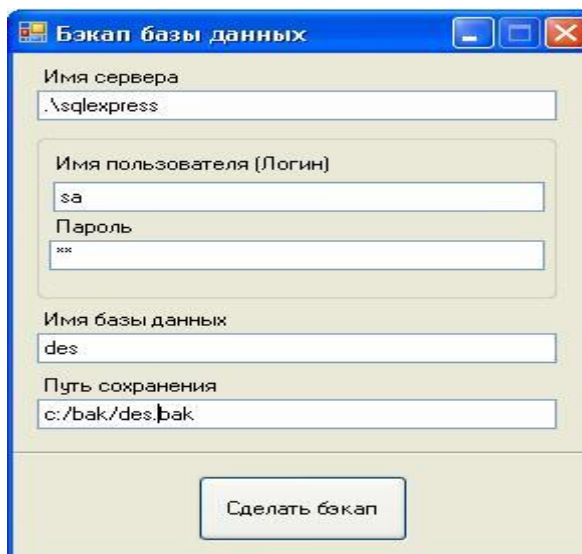 Бэкап базы данных
Имя сервера
.\sqlexpress
Имя пользователя (Логин)
sa
Пароль
**
Имя базы данных
des
Путь сохранения
c:/bak/des.bak
Сделать бэкап